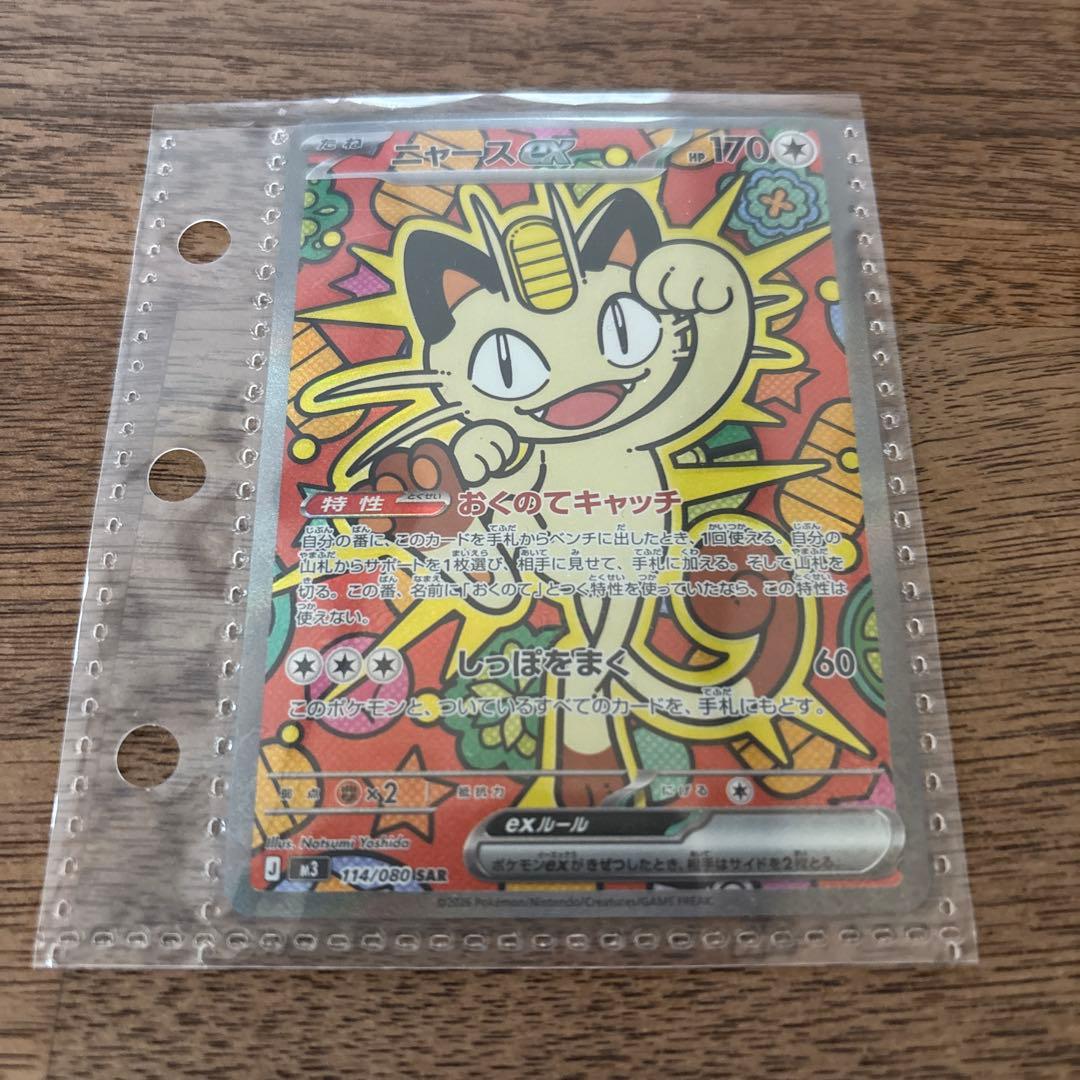 たね ニャースex HP 170
特性 とくせい おくのてキャッチ
自分の番に、このカードを手札からベンチに出したとき、1回使える。自分の
山札からサポートを1枚選び、相手に見せて、手札に加える。そして山札を
切る。この番、名前に「おくのて」とつく特性を使っていたなら、この特性は
使えない。
しっぽをまく 60
このポケモンと、ついているすべてのカードを、手札にもどす。
弱点 ×2 抵抗力 にげる
exルール
ポケモンexがきぜつしたとき、相手はサイドを2枚とる。
Illus. Natsumi Yoshida
J M3 114/080 SAR
©2026 Pokémon/Nintendo/Creatures/GAME FREAK.